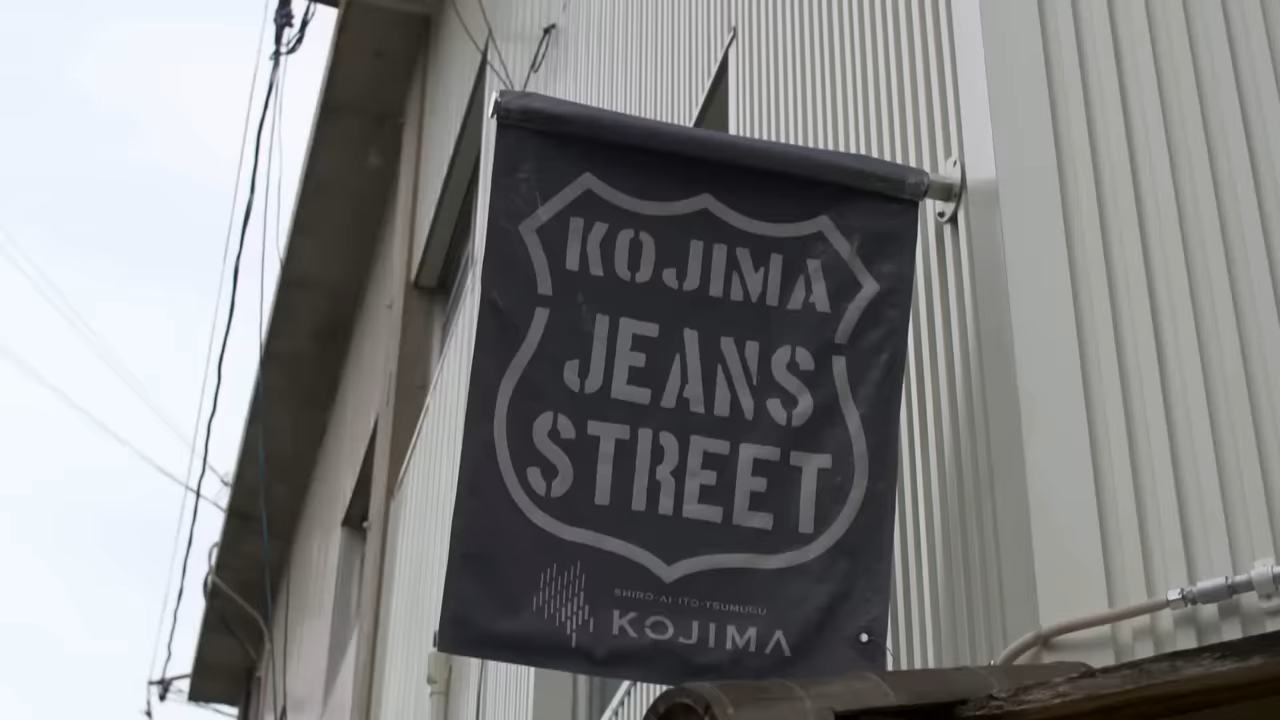 KOJIMA
JEANS
STREET
SHIRO-AI-ITO-TSUMUGU
KOJIMA